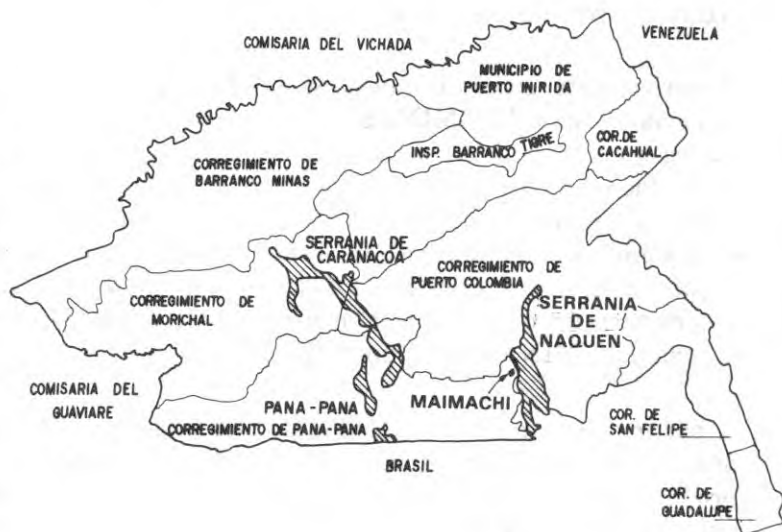 COMISARIA DEL VICHADA
VENEZUELA
MUNICIPIO DE
PUERTO INIRIDA
COR. DE
CACAHUAL
INSP. BARRANCO TIGRE
CORREGIMIENTO DE
BARRANCO MINAS
SERRANIA DE
CARANACOA
CORREGIMIENTO DE
PUERTO COLOMBIA
CORREGIMIENTO DE
MORICHAL
SERRANIA
DE
NAQUEN
COMISARIA DEL
GUAVIARE
PANA-PANA
MAIMACHI
CORREGIMIENTO DE PANA-PANA
COR. DE
SAN FELIPE
BRASIL
COR. DE
GUADALUPE